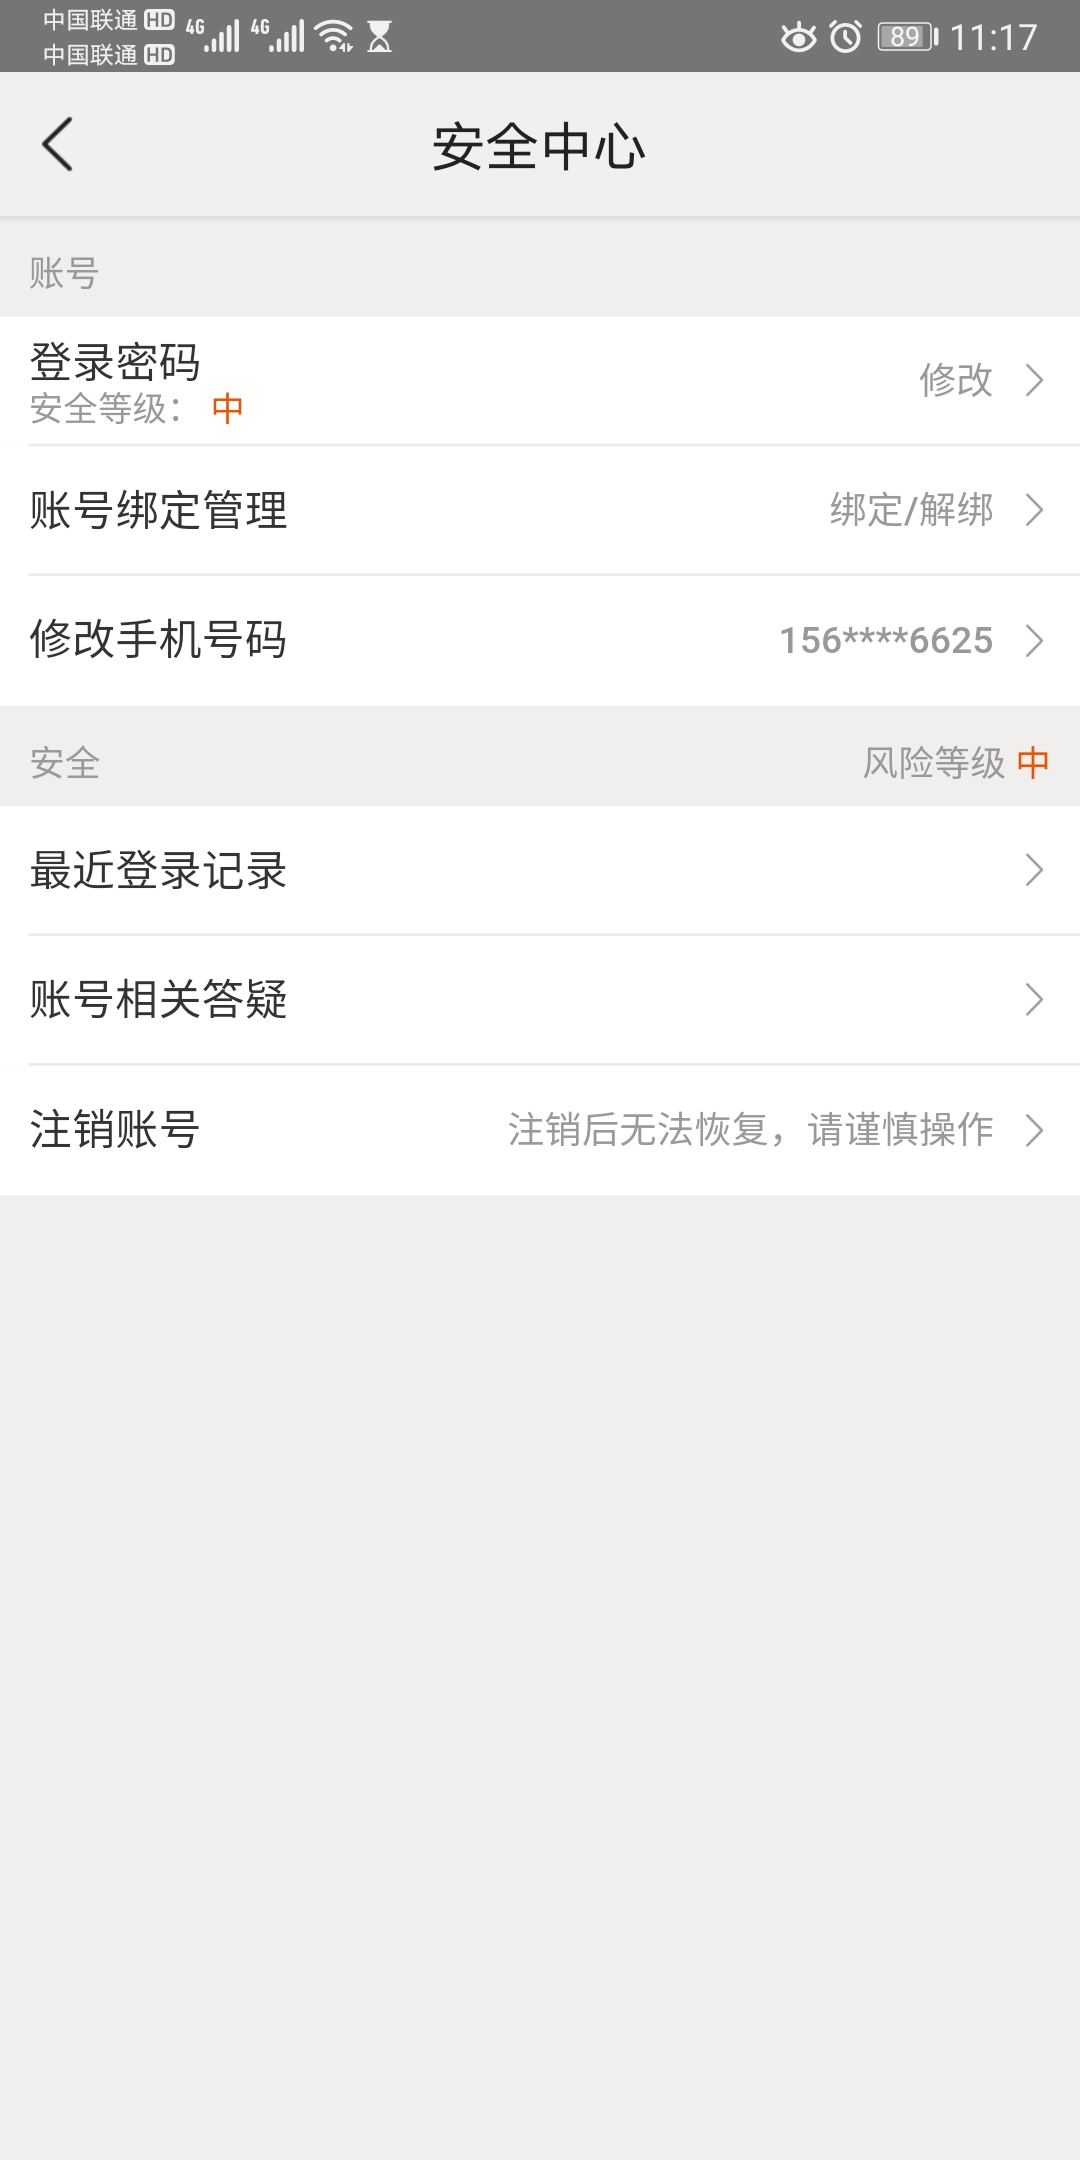 中国联通 HD 4G 4G 89 11:17
中国联通 HD
安全中心
账号
登录密码 修改
安全等级： 中
账号绑定管理 绑定/解绑
修改手机号码 156****6625
安全 风险等级 中
最近登录记录
账号相关答疑
注销账号 注销后无法恢复，请谨慎操作